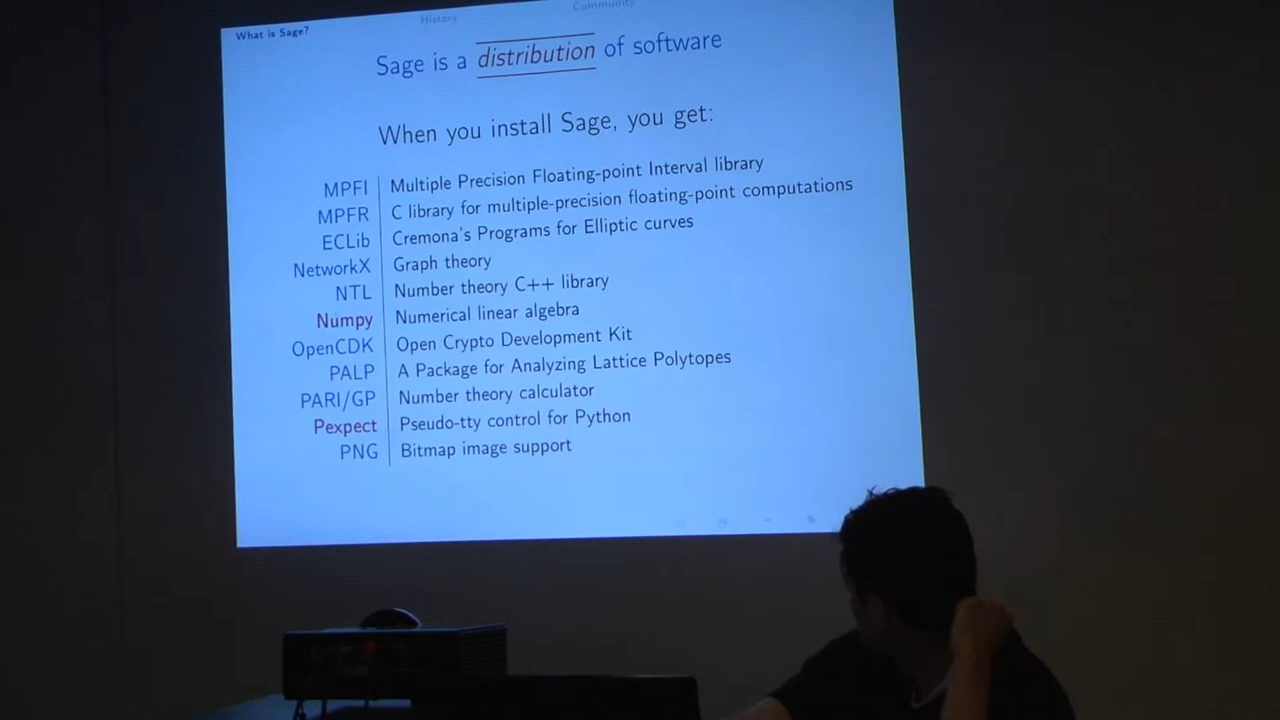 What is Sage?
History
Community
Sage is a distribution of software
When you install Sage, you get:
MPFI Multiple Precision Floating-point Interval library
MPFR C library for multiple-precision floating-point computations
ECLib Cremona's Programs for Elliptic curves
NetworkX Graph theory
NTL Number theory C++ library
Numpy Numerical linear algebra
OpenCDK Open Crypto Development Kit
PALP A Package for Analyzing Lattice Polytopes
PARI/GP Number theory calculator
Pexpect Pseudo-tty control for Python
PNG Bitmap image support